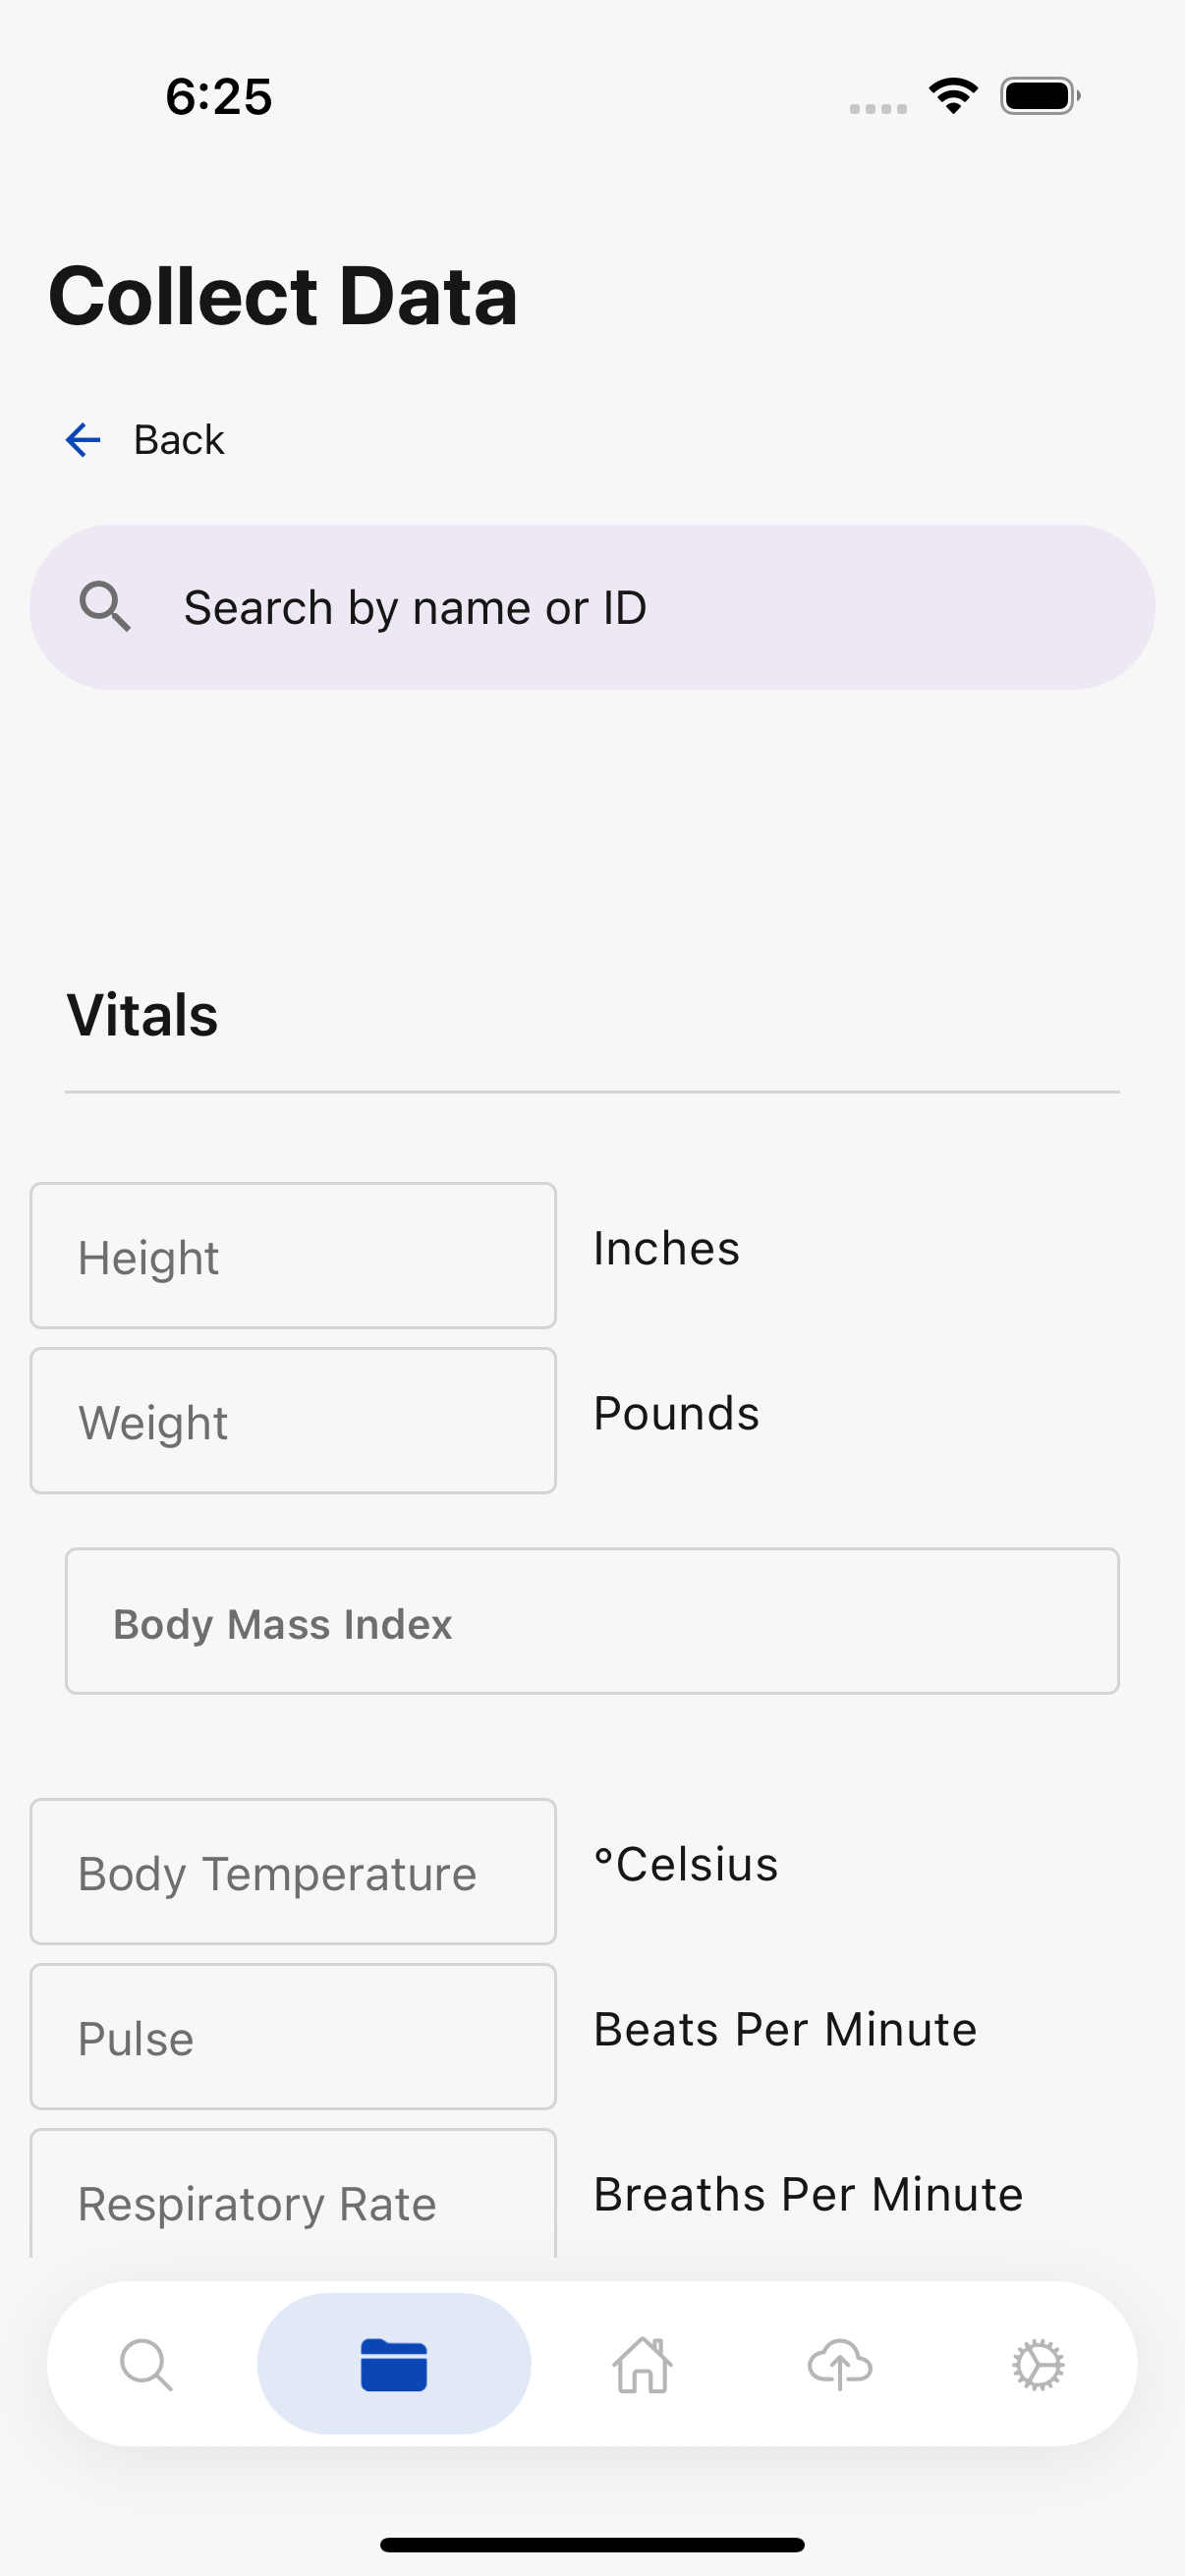 6:25
Collect Data
Back
Search by name or ID
Vitals
Height
Inches
Weight
Pounds
Body Mass Index
Body Temperature
°Celsius
Pulse
Beats Per Minute
Respiratory Rate
Breaths Per Minute